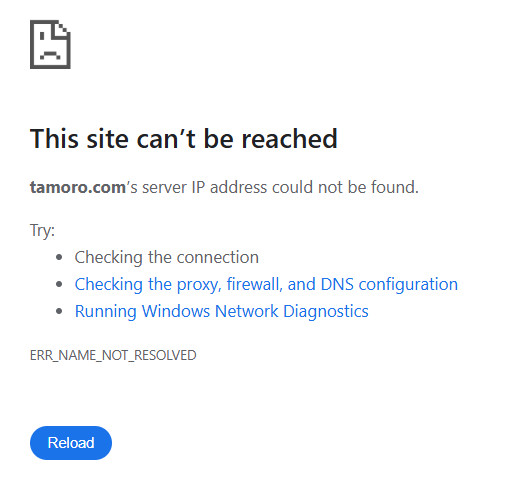 This site can’t be reached
tamoro.com’s server IP address could not be found.
Try:
• Checking the connection
• Checking the proxy, firewall, and DNS configuration
• Running Windows Network Diagnostics
ERR_NAME_NOT_RESOLVED
Reload